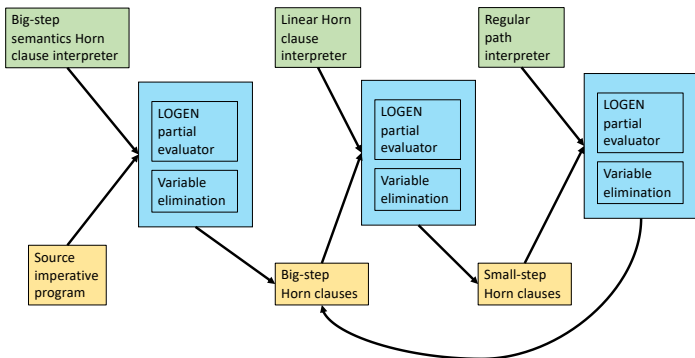 Big-step
semantics Horn
clause interpreter
Linear Horn
clause
interpreter
Regular
path
interpreter
LOGEN
partial
evaluator
Variable
elimination
LOGEN
partial
evaluator
Variable
elimination
LOGEN
partial
evaluator
Variable
elimination
Source
imperative
program
Big-step
Horn clauses
Small-step
Horn clauses